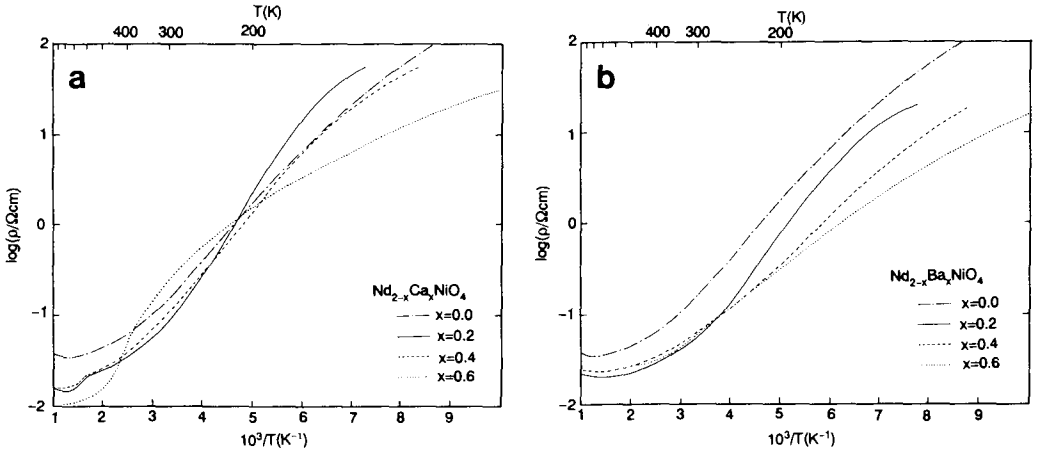 T(K)
400 300 200
2
a
1
0
-1
-2
log(ρ/Ωcm)
Nd₂₋ₓCaₓNiO₄
x=0.0
x=0.2
x=0.4
x=0.6
1 2 3 4 5 6 7 8 9
10³/T(K⁻¹)
T(K)
400 300 200
2
b
1
0
-1
-2
log(ρ/Ωcm)
Nd₂₋ₓBaₓNiO₄
x=0.0
x=0.2
x=0.4
x=0.6
1 2 3 4 5 6 7 8 9
10³/T(K⁻¹)